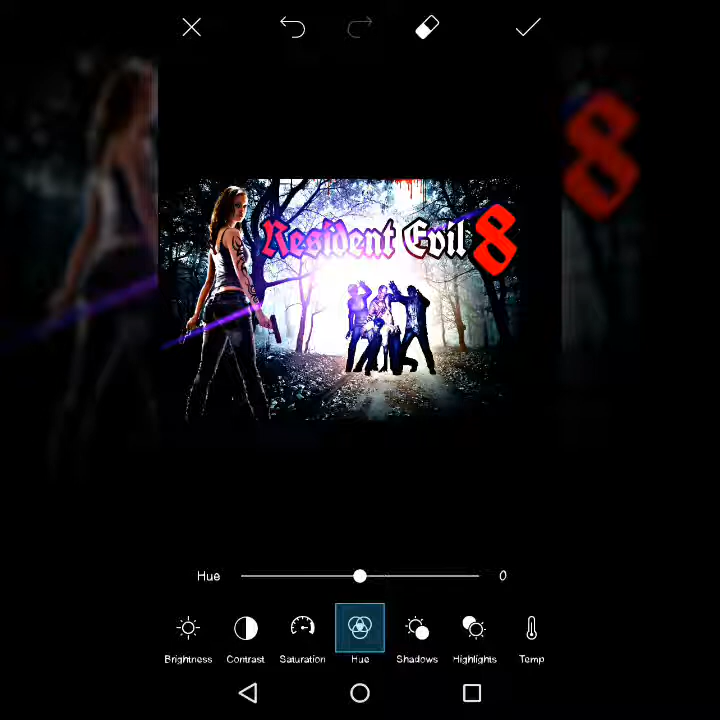 Resident Evil 8
Hue 0
Brightness Contrast Saturation Hue Shadows Highlights Temp